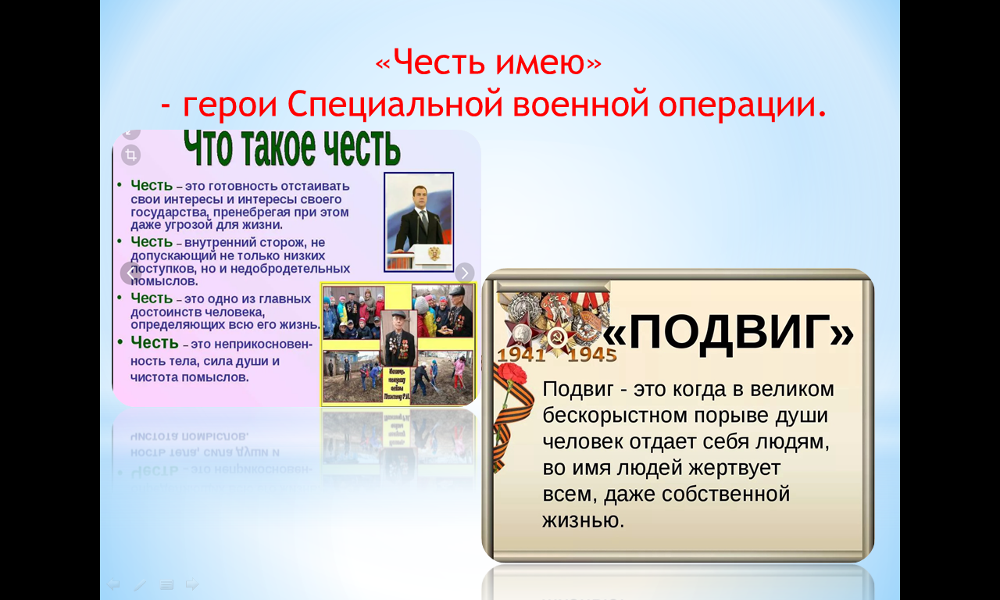 «Честь имею»
- герои Специальной военной операции.
Что такое честь
• Честь – это готовность отстаивать
свои интересы и интересы своего
государства, пренебрегая при этом
даже угрозой для жизни.
• Честь – внутренний сторож, не
допускающий не только низких
поступков, но и недобродетельных
помыслов.
• Честь – это одно из главных
достоинств человека,
определяющих всю его жизнь.
• Честь – это неприкосновен-
ность тела, сила души и
чистота помыслов.
СССР
1941 1945
«ПОДВИГ»
Подвиг - это когда в великом
бескорыстном порыве души
человек отдает себя людям,
во имя людей жертвует
всем, даже собственной
жизнью.